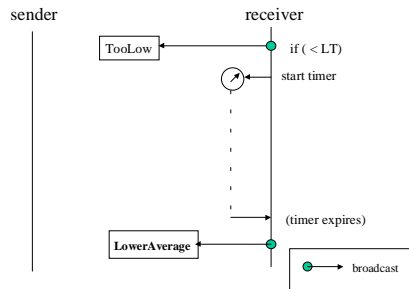 sender receiver
TooLow if ( < LT)
start timer
(timer expires)
LowerAverage
broadcast